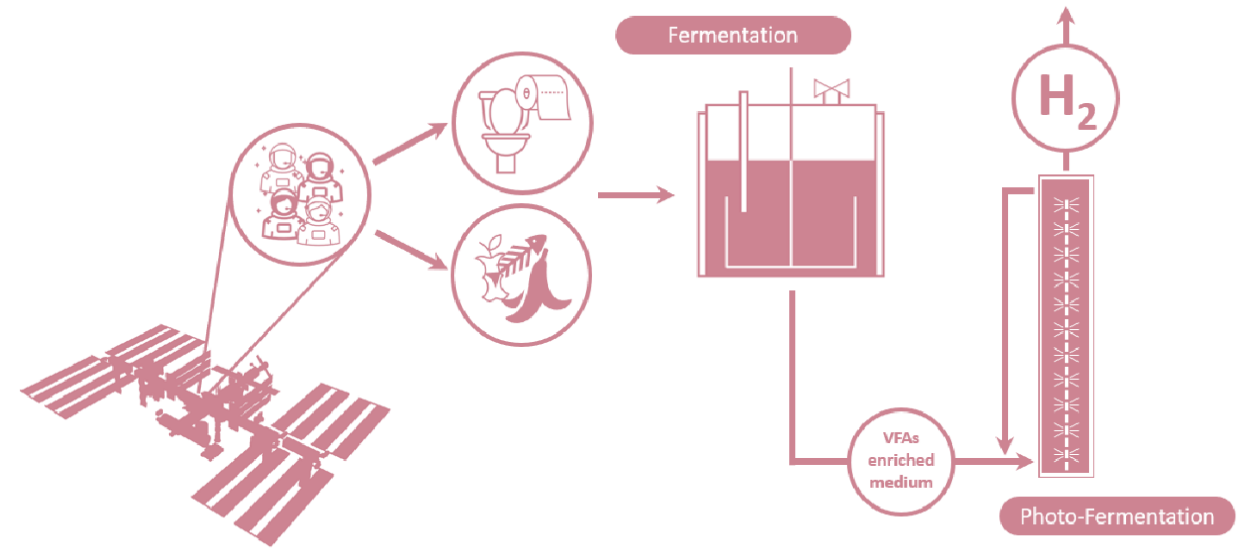 Fermentation
H₂
VFAs
enriched
medium
Photo-Fermentation